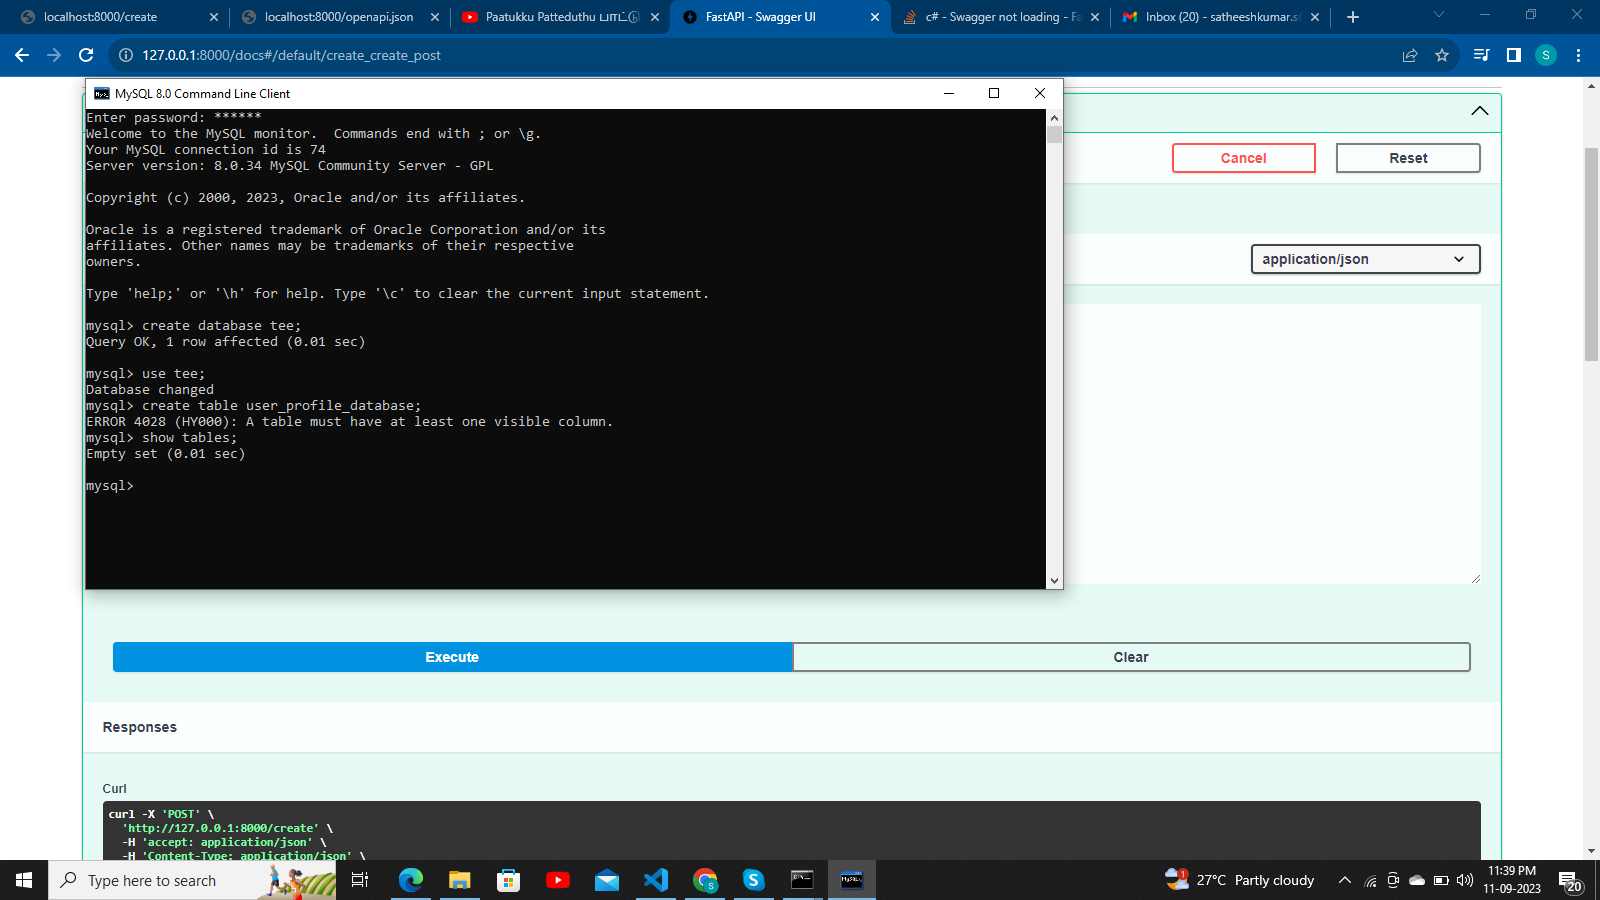 localhost:8000/create
localhost:8000/openapi.json
Paatukku Patteduthu
FastAPI - Swagger UI
c# - Swagger not loading - Fa
Inbox (20) - satheeshkumar.s
127.0.0.1:8000/docs#/default/create_create_post
S
MySQL 8.0 Command Line Client
Enter password: ******
Welcome to the MySQL monitor.  Commands end with ; or \g.
Your MySQL connection id is 74
Server version: 8.0.34 MySQL Community Server - GPL
Copyright (c) 2000, 2023, Oracle and/or its affiliates.
Oracle is a registered trademark of Oracle Corporation and/or its
affiliates. Other names may be trademarks of their respective
owners.
Type 'help;' or '\h' for help. Type '\c' to clear the current input statement.
mysql> create database tee;
Query OK, 1 row affected (0.01 sec)
mysql> use tee;
Database changed
mysql> create table user_profile_database;
ERROR 4028 (HY000): A table must have at least one visible column.
mysql> show tables;
Empty set (0.01 sec)
mysql>
Cancel
Reset
application/json
Execute
Clear
Responses
Curl
curl -X 'POST' \
'http://127.0.0.1:8000/create' \
-H 'accept: application/json' \
-H 'Content-Type: application/json' \
Type here to search
27°C Partly cloudy
11:39 PM
11-09-2023
20